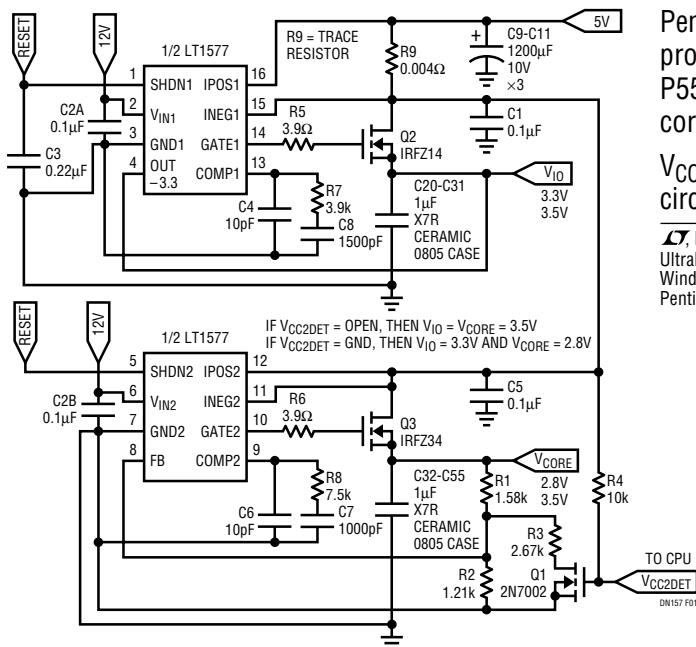 RESET
12V
5V
1/2 LT1577
R9 = TRACE
RESISTOR
R9
0.004Ω
+
C9-C11
1200µF
10V
×3
1
SHDN1
IPOS1
16
2
VIN1
INEG1
15
3
GND1
GATE1
14
4
OUT
–3.3
COMP1
13
C2A
0.1µF
C3
0.22µF
R5
3.9Ω
Q2
IRFZ14
C1
0.1µF
C4
10pF
R7
3.9k
C8
1500pF
C20-C31
1µF
X7R
CERAMIC
0805 CASE
VIO
3.3V
3.5V
RESET
12V
1/2 LT1577
IF VCC2DET = OPEN, THEN VIO = VCORE = 3.5V
IF VCC2DET = GND, THEN VIO = 3.3V AND VCORE = 2.8V
5
SHDN2
IPOS2
12
6
VIN2
INEG2
11
7
GND2
GATE2
10
8
FB
COMP2
9
C2B
0.1µF
R6
3.9Ω
Q3
IRFZ34
C5
0.1µF
C6
10pF
R8
7.5k
C7
1000pF
C32-C55
1µF
X7R
CERAMIC
0805 CASE
VCORE
2.8V
3.5V
R1
1.58k
R4
10k
R3
2.67k
R2
1.21k
Q1
2N7002
TO CPU
VCC2DET
DN157 F01
Pen
pro
P55
cor
VCO
circ
LT, L
Ultra
Wind
Penti